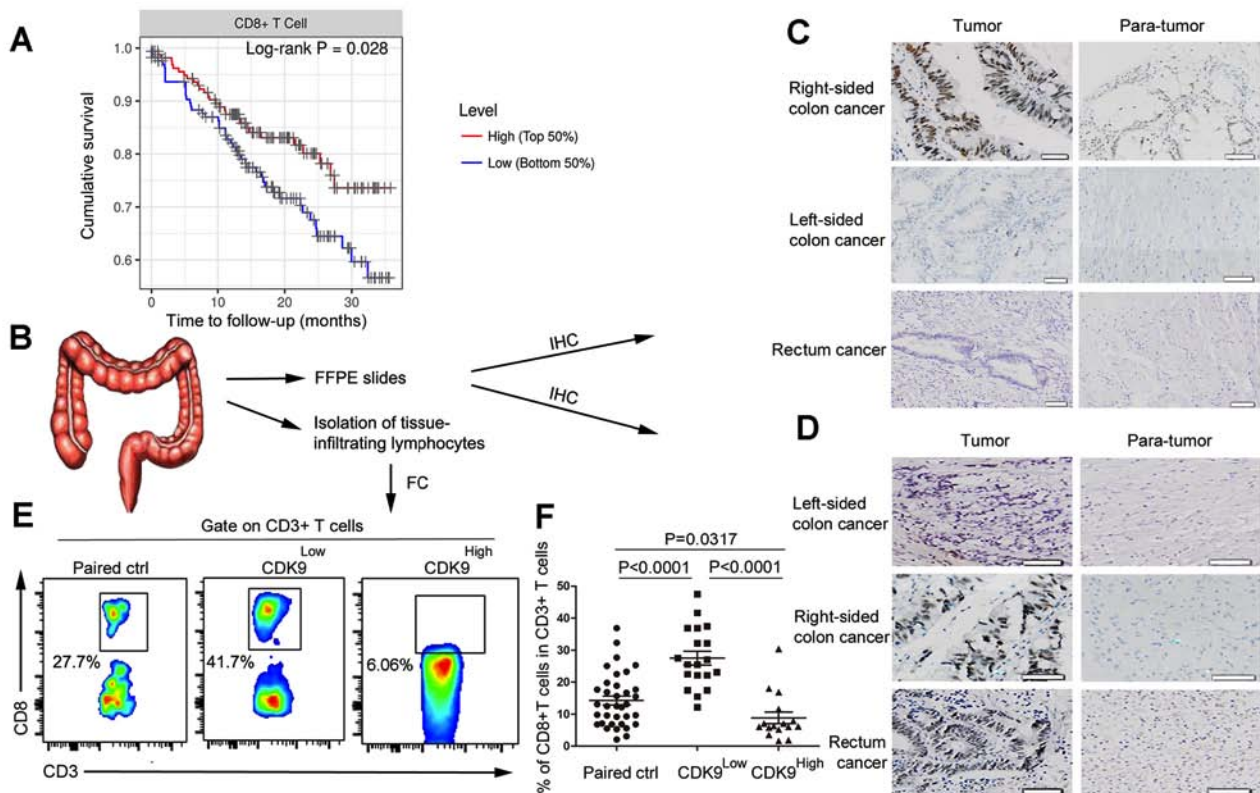 A
CD8+ T Cell
Log-rank P = 0.028
1.0
0.9
0.8
0.7
0.6
Cumulative survival
0
10
20
30
Time to follow-up (months)
Level
High (Top 50%)
Low (Bottom 50%)
B
FFPE slides
Isolation of tissue-
infiltrating lymphocytes
IHC
IHC
FC
C
Tumor
Para-tumor
Right-sided
colon cancer
Left-sided
colon cancer
Rectum cancer
D
Tumor
Para-tumor
Left-sided
colon cancer
Right-sided
colon cancer
Rectum
cancer
E
Gate on CD3+ T cells
Paired ctrl
CDK9Low
CDK9High
27.7%
41.7%
6.06%
CD8
CD3
F
P=0.0317
P<0.0001
P<0.0001
% of CD8+T cells in CD3+ T cells
50
40
30
20
10
0
Paired ctrl
CDK9Low
CDK9High